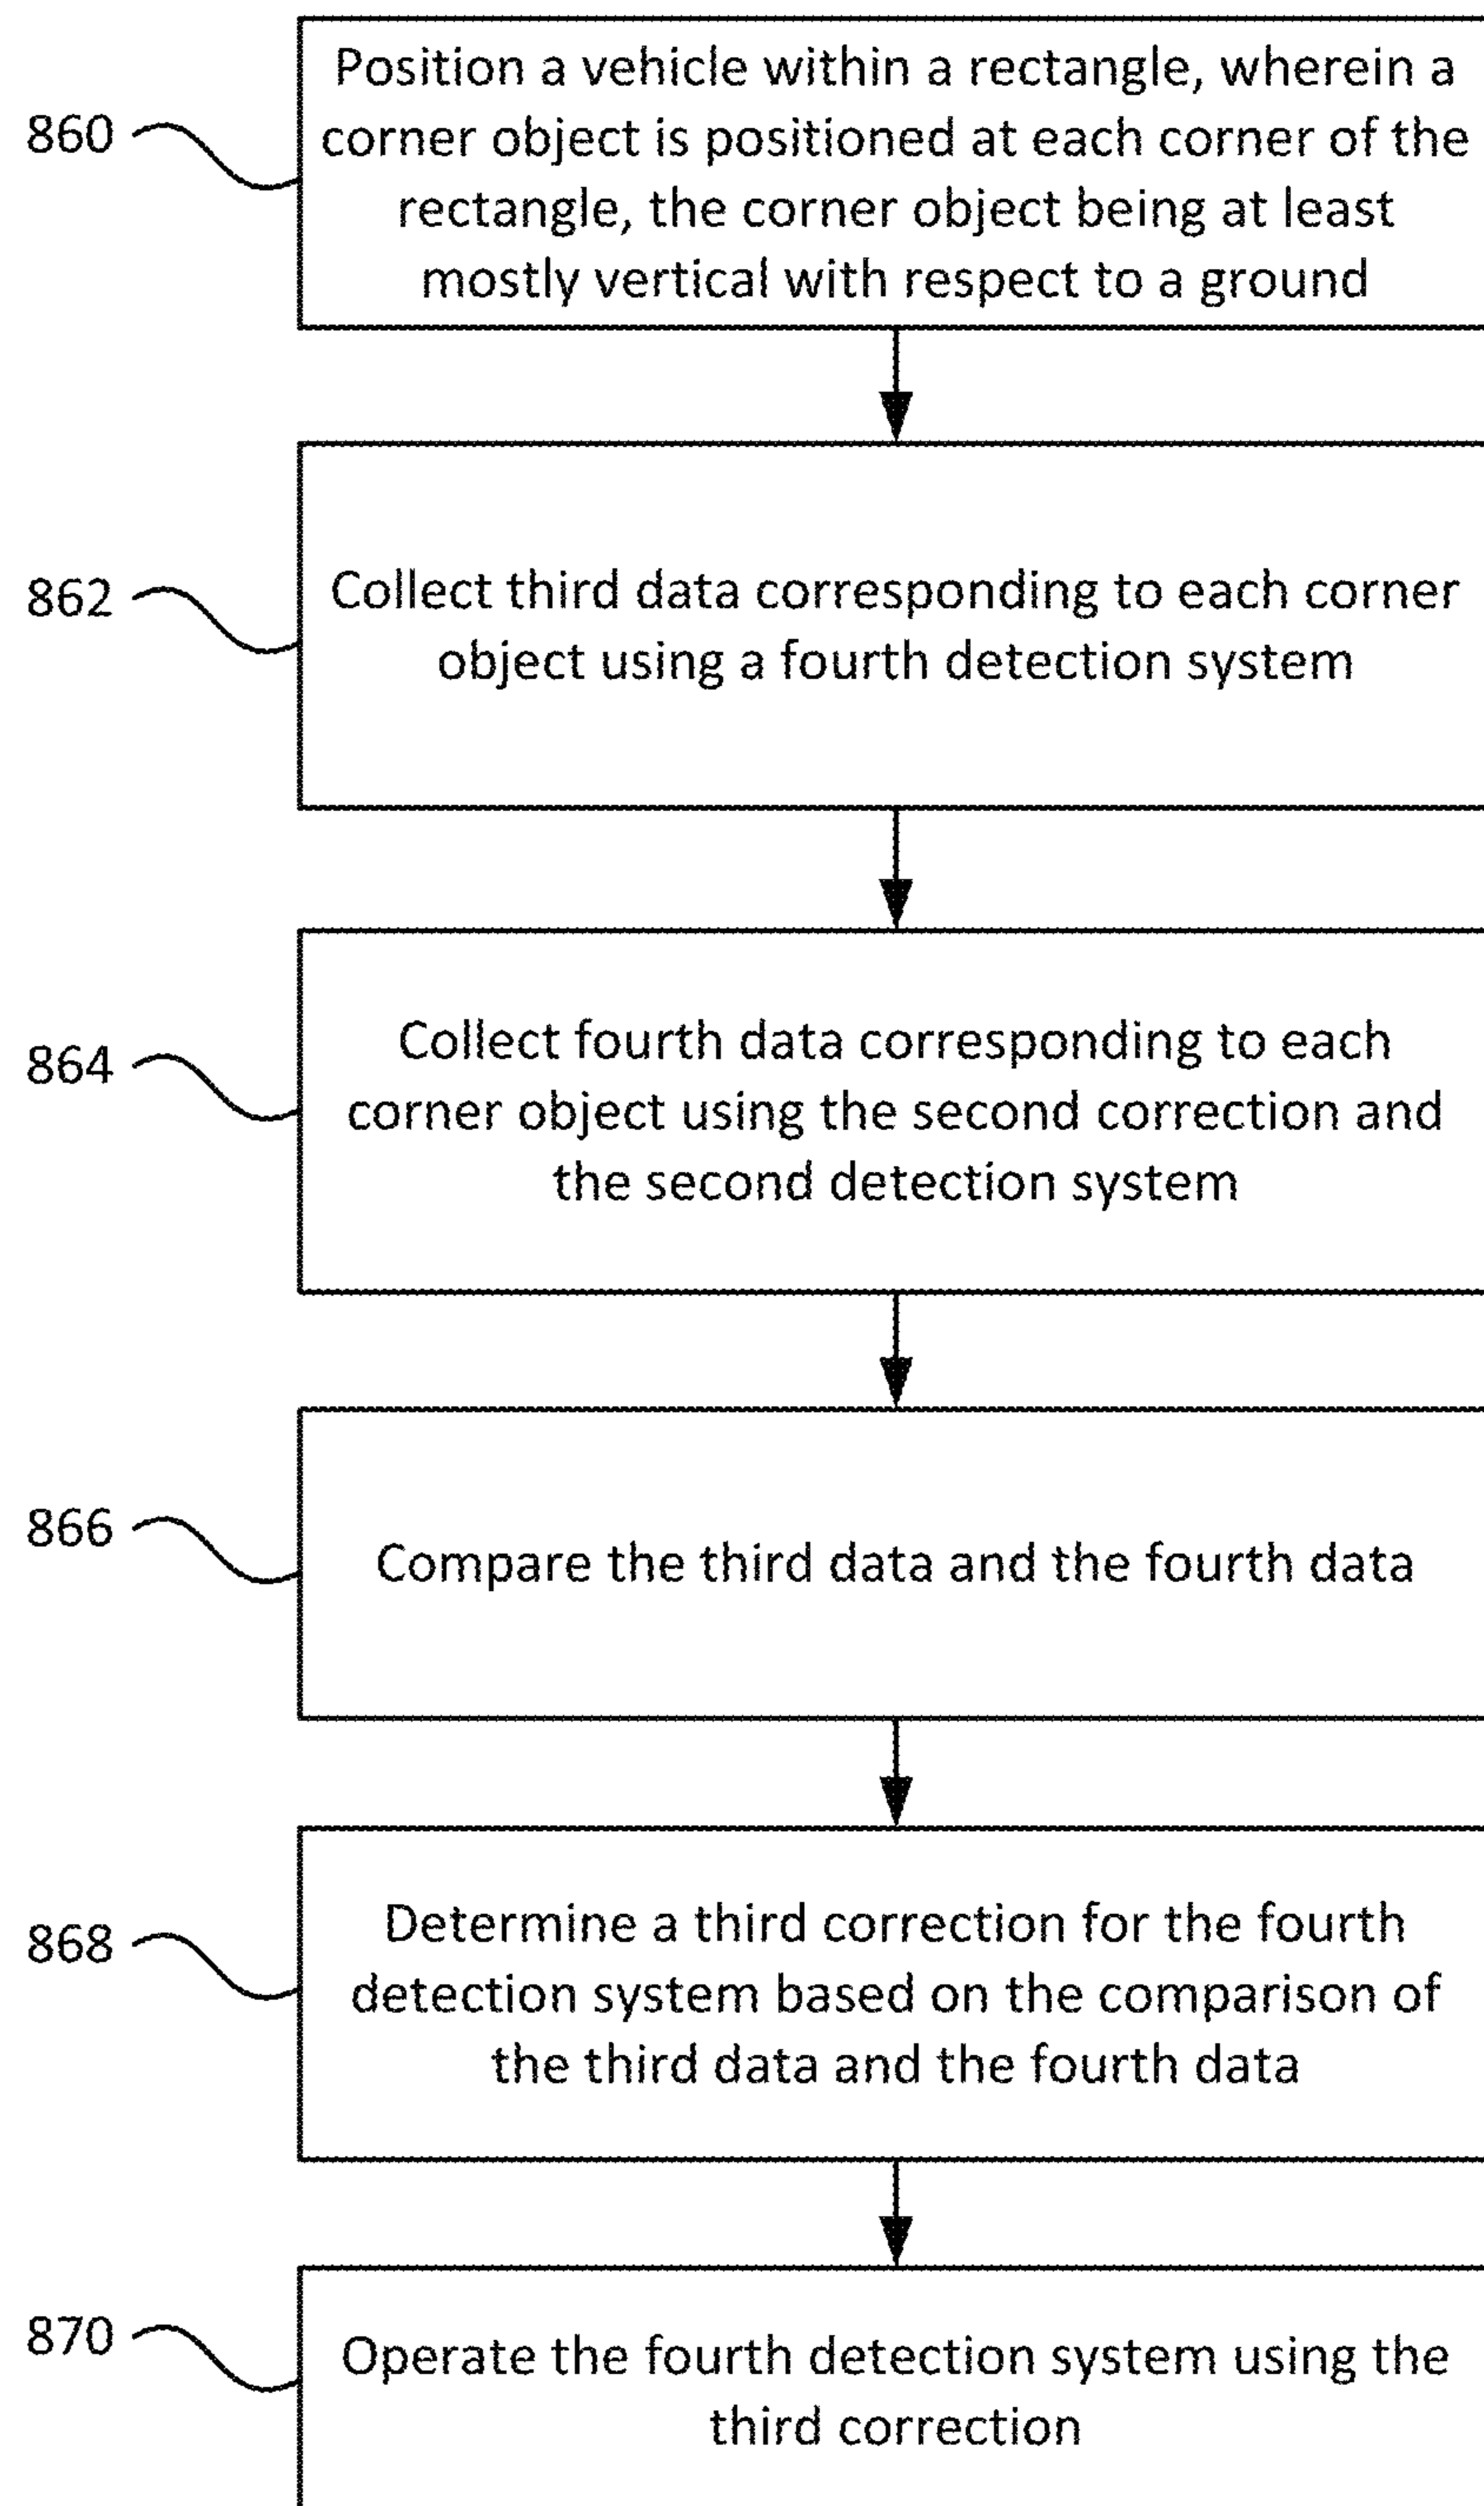 860
Position a vehicle within a rectangle, wherein a
corner object is positioned at each corner of the
rectangle, the corner object being at least
mostly vertical with respect to a ground
862
Collect third data corresponding to each corner
object using a fourth detection system
864
Collect fourth data corresponding to each
corner object using the second correction and
the second detection system
866
Compare the third data and the fourth data
868
Determine a third correction for the fourth
detection system based on the comparison of
the third data and the fourth data
870
Operate the fourth detection system using the
third correction